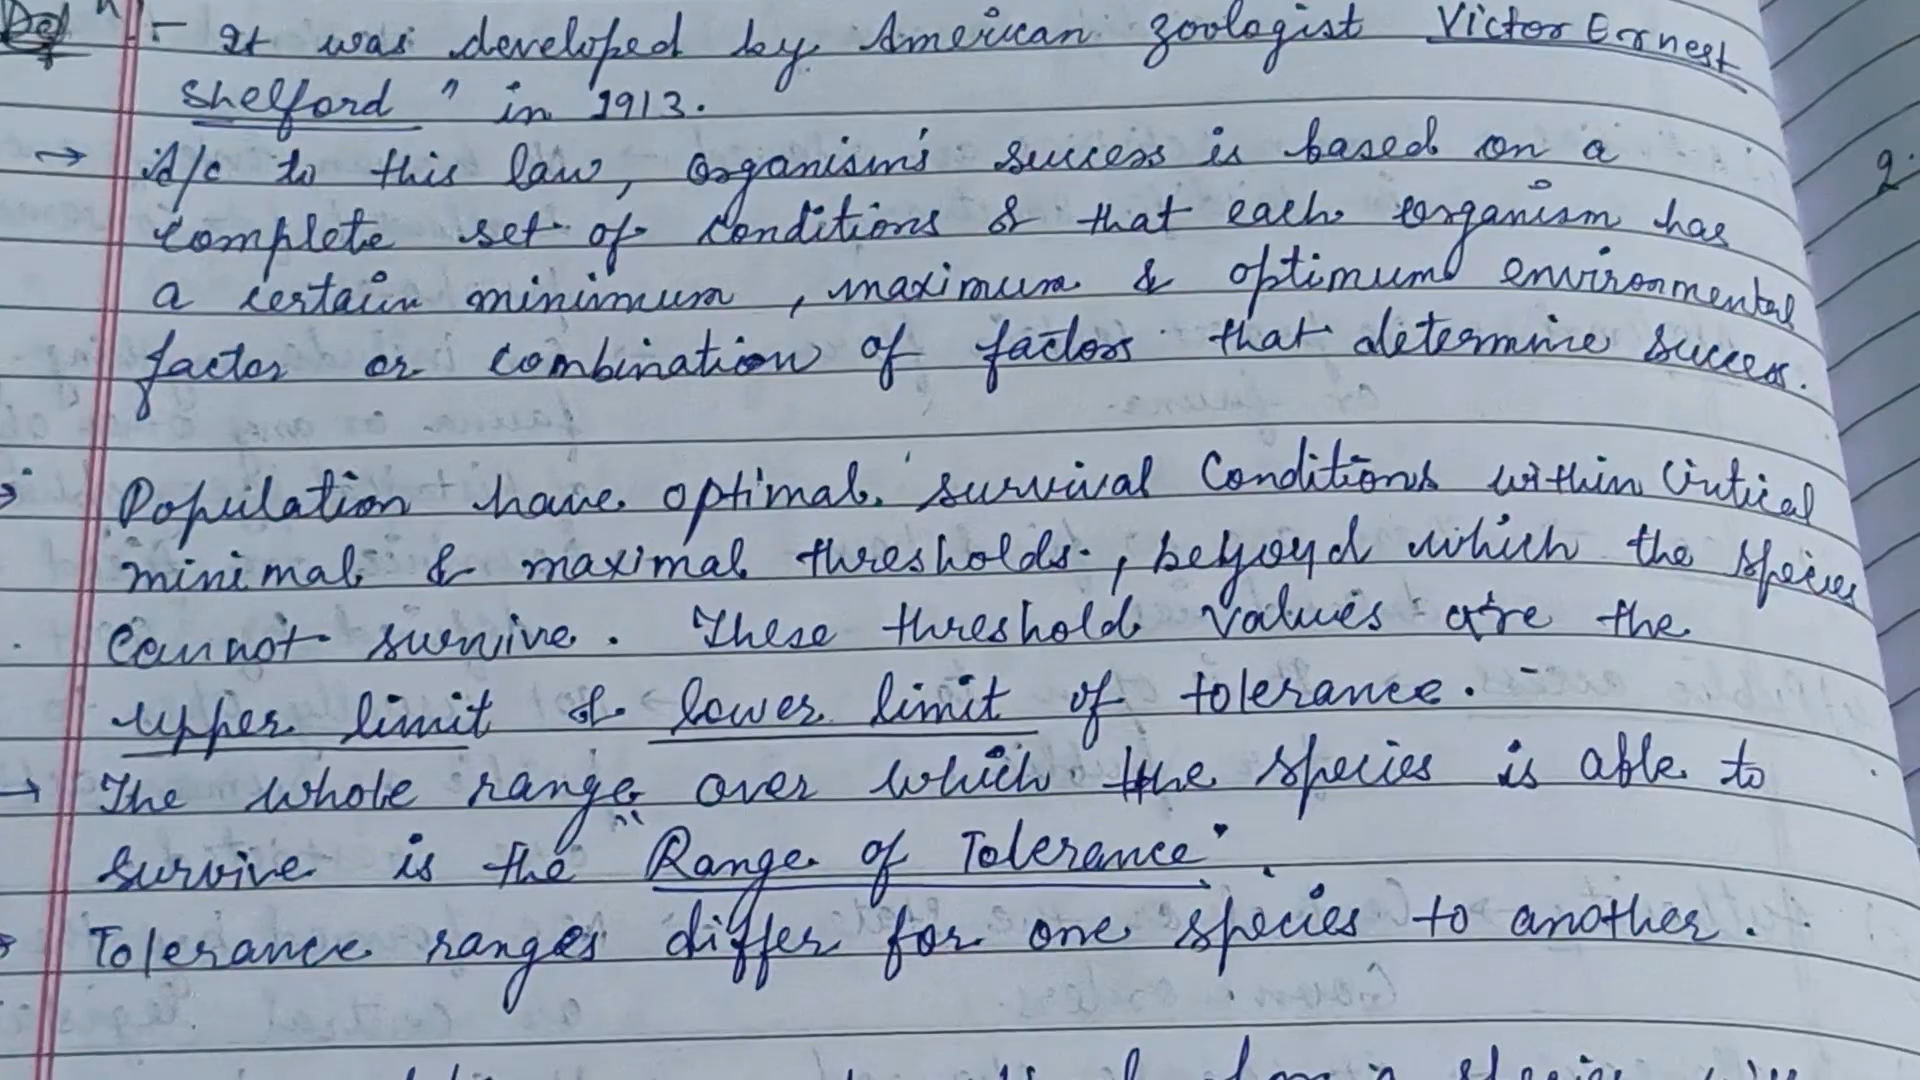 Defn :- It was developed by American zoologist Victor Ernest
Shelford" in 1913.
→ A/c to this law, organism's success is based on a
complete set of conditions & that each organism has
a certain minimum, maximum & optimum environmental
factor or combination of factors that determine success.
Population have optimal survival Conditions within Critical
minimal & maximal thresholds, beyond which the species
Cannot survive. These threshold values are the
upper limit & lower limit of tolerance.
→ The whole range over which the species is able to
survive is the "Range of Tolerance".
Tolerance ranges differ for one species to another.
2.